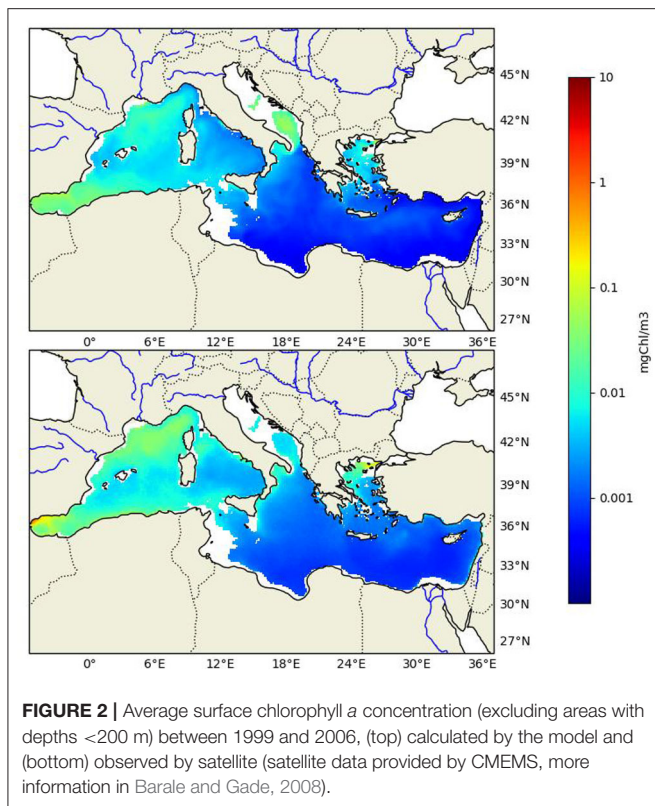 45°N
42°N
39°N
36°N
33°N
30°N
27°N
0° 6°E 12°E 18°E 24°E 30°E 36°E
45°N
42°N
39°N
36°N
33°N
30°N
27°N
0° 6°E 12°E 18°E 24°E 30°E 36°E
10
1
0.1
0.01
0.001
mgChl/m3
FIGURE 2 | Average surface chlorophyll a concentration (excluding areas with
depths <200 m) between 1999 and 2006, (top) calculated by the model and
(bottom) observed by satellite (satellite data provided by CMEMS, more
information in Barale and Gade, 2008).